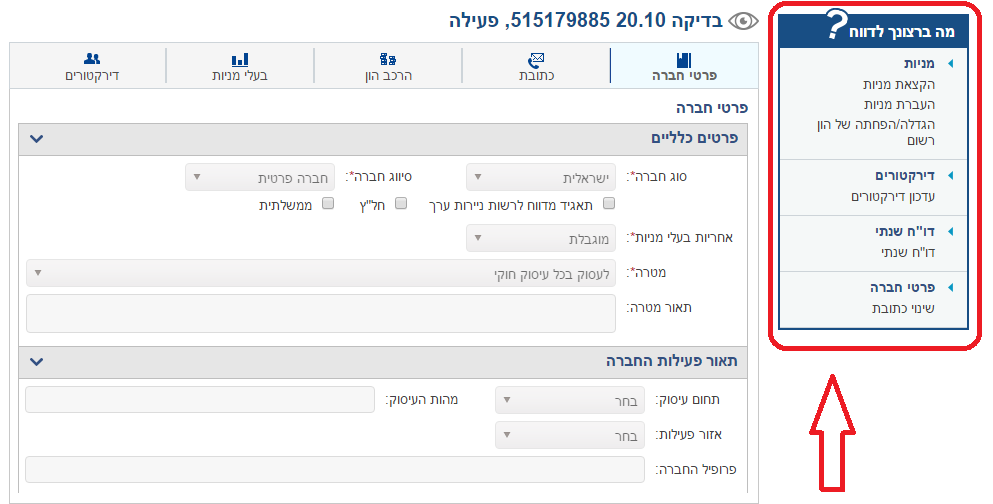 בדיקה 20.10 515179885, פעילה
מה ברצונך לדווח ?
מניות
הקצאת מניות
העברת מניות
הגדלה/הפחתה של הון
רשום
דירקטורים
עדכון דירקטורים
דו"ח שנתי
דו"ח שנתי
פרטי חברה
שינוי כתובת
פרטי חברה
כתובת
הרכב הון
בעלי מניות
דירקטורים
פרטי חברה
פרטים כלליים
סוג חברה*: ישראלית סיווג חברה*: חברה פרטית
תאגיד מדווח לרשות ניירות ערך חל"ץ ממשלתית
אחריות בעלי מניות*: מוגבלת
מטרה*: לעסוק בכל עיסוק חוקי
תאור מטרה:
תאור פעילות החברה
תחום עיסוק: בחר מהות העיסוק:
אזור פעילות: בחר
פרופיל החברה: